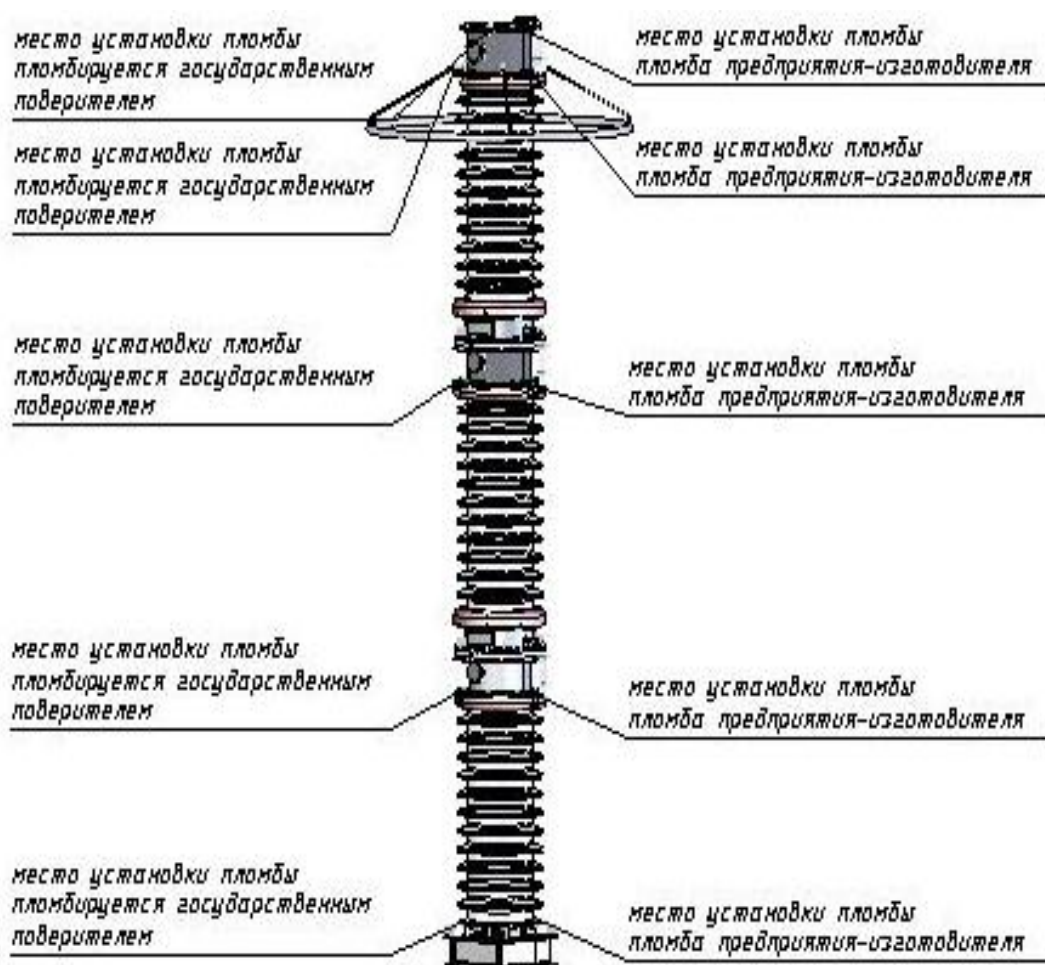 место установки пломбы
пломбируется государственным
поверителем
место установки пломбы
пломба предприятия-изготовителя
место установки пломбы
пломбируется государственным
поверителем
место установки пломбы
пломба предприятия-изготовителя
место установки пломбы
пломбируется государственным
поверителем
место установки пломбы
пломба предприятия-изготовителя
место установки пломбы
пломбируется государственным
поверителем
место установки пломбы
пломба предприятия-изготовителя
место установки пломбы
пломбируется государственным
поверителем
место установки пломбы
пломба предприятия-изготовителя